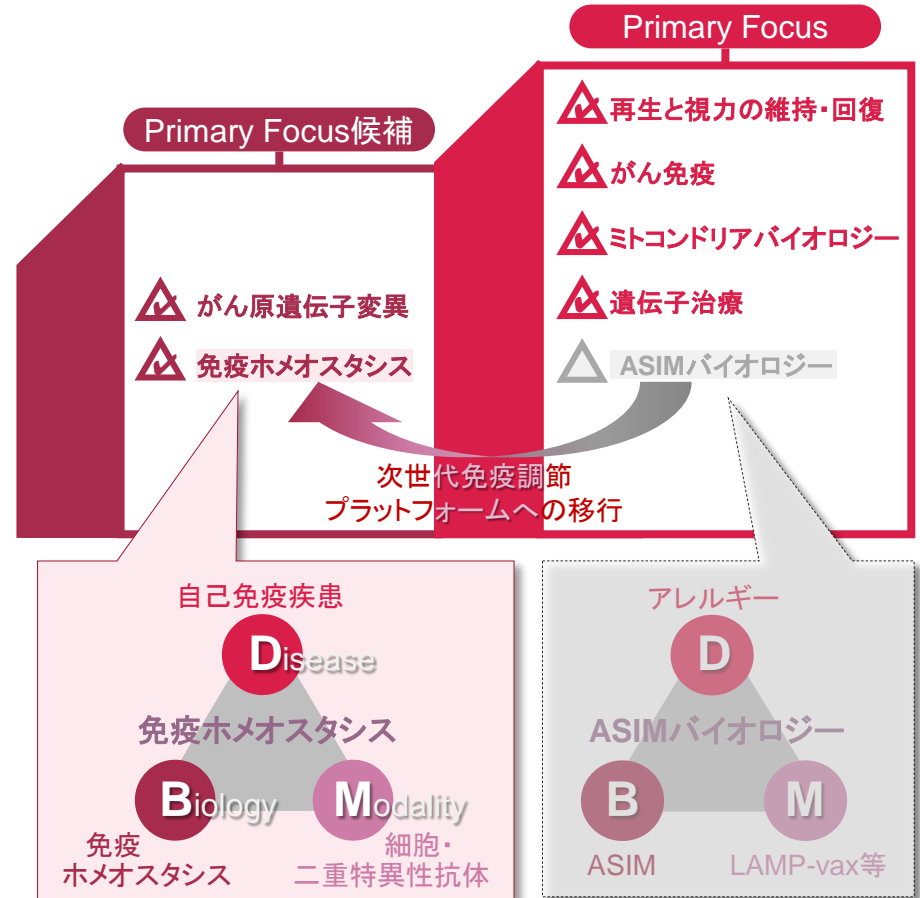 Primary Focus
Primary Focus候補
再生と視力の維持・回復
がん免疫
ミトコンドリアバイオロジー
遺伝子治療
ASIMバイオロジー
がん原遺伝子変異
免疫ホメオスタシス
次世代免疫調節
プラットフォームへの移行
自己免疫疾患
Disease
免疫ホメオスタシス
Biology
Modality
免疫
ホメオスタシス
細胞・
二重特異性抗体
アレルギー
D
ASIMバイオロジー
B
M
ASIM
LAMP-vax等